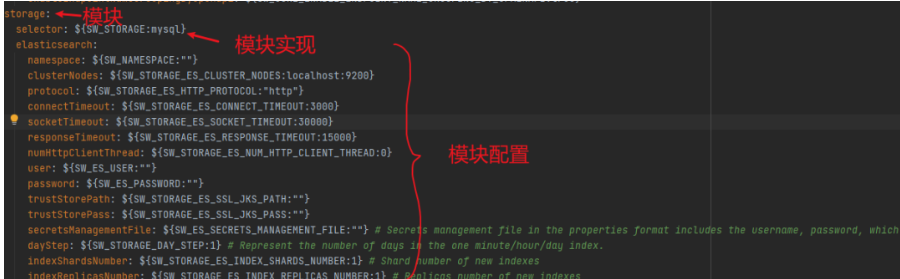 storage:
模块
selector: ${SW_STORAGE:mysql}
模块实现
elasticsearch:
namespace: ${SW_NAMESPACE:""}
clusterNodes: ${SW_STORAGE_ES_CLUSTER_NODES:localhost:9200}
protocol: ${SW_STORAGE_ES_HTTP_PROTOCOL:"http"}
connectTimeout: ${SW_STORAGE_ES_CONNECT_TIMEOUT:3000}
socketTimeout: ${SW_STORAGE_ES_SOCKET_TIMEOUT:30000}
responseTimeout: ${SW_STORAGE_ES_RESPONSE_TIMEOUT:15000}
模块配置
numHttpClientThread: ${SW_STORAGE_ES_NUM_HTTP_CLIENT_THREAD:0}
user: ${SW_ES_USER:""}
password: ${SW_ES_PASSWORD:""}
trustStorePath: ${SW_STORAGE_ES_SSL_JKS_PATH:""}
trustStorePass: ${SW_STORAGE_ES_SSL_JKS_PASS:""}
secretsManagementFile: ${SW_ES_SECRETS_MANAGEMENT_FILE:""} # Secrets management file in the properties format includes the username, password, which
dayStep: ${SW_STORAGE_DAY_STEP:1} # Represent the number of days in the one minute/hour/day index.
indexShardsNumber: ${SW_STORAGE_ES_INDEX_SHARDS_NUMBER:1} # Shard number of new indexes
indexReplicasNumber: ${SW_STORAGE_ES_INDEX_REPLICAS_NUMBER:1} # Replicas number of new indexes